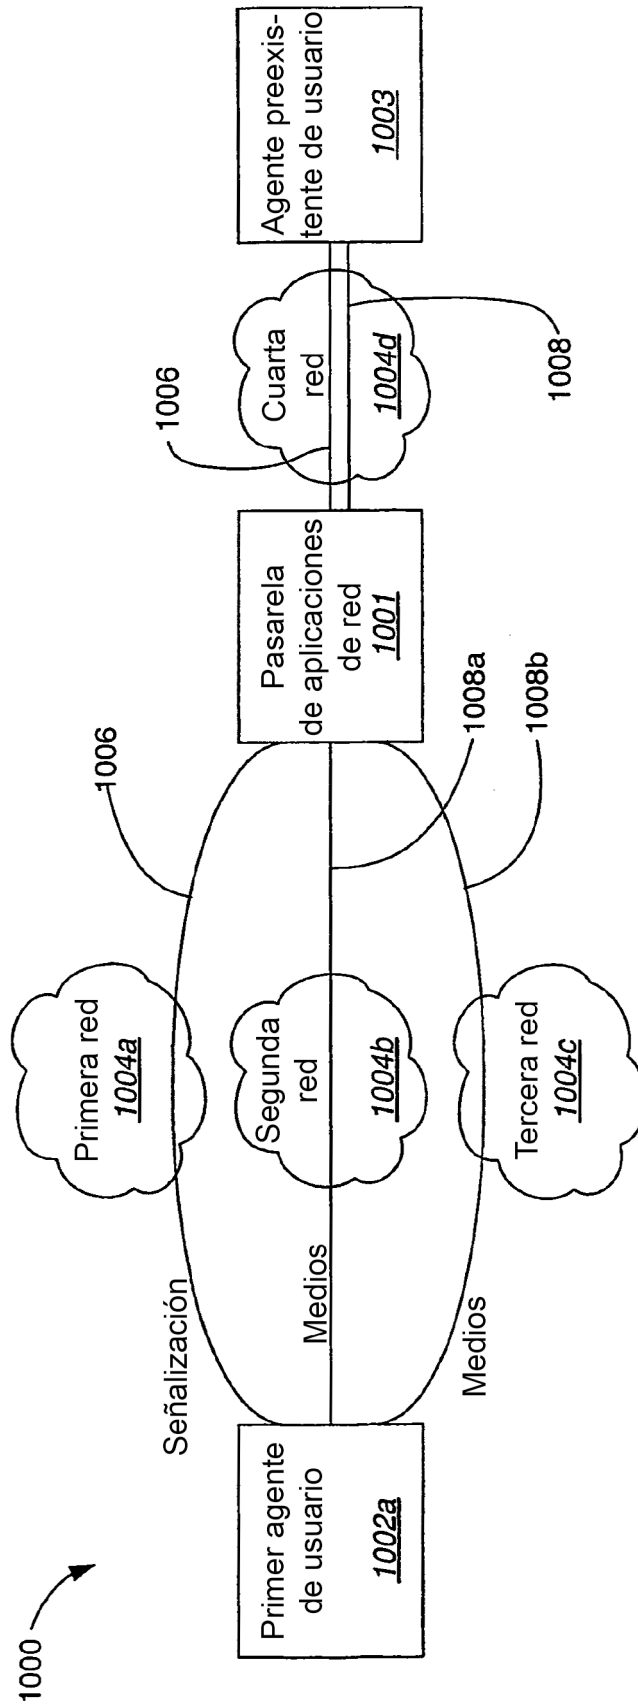 1000
Primer agente
de usuario
1002a
Señalización
Medios
Medios
Primera red
1004a
Segunda
red
1004b
Tercera red
1004c
1006
1008a
1008b
Pasarela
de aplicaciones
de red
1001
1006
Cuarta
red
1004d
1008
Agente preexis-
tente de usuario
1003